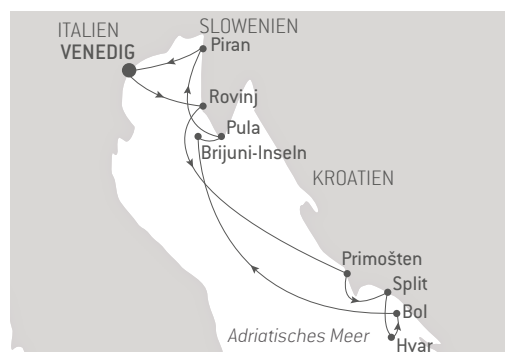 SLOWENIEN
ITALIEN
VENEDIG
Piran
Rovinj
Pula
Brijuni-Inseln
KROATIEN
Primošten
Split
Bol
Adriatisches Meer
Hvar